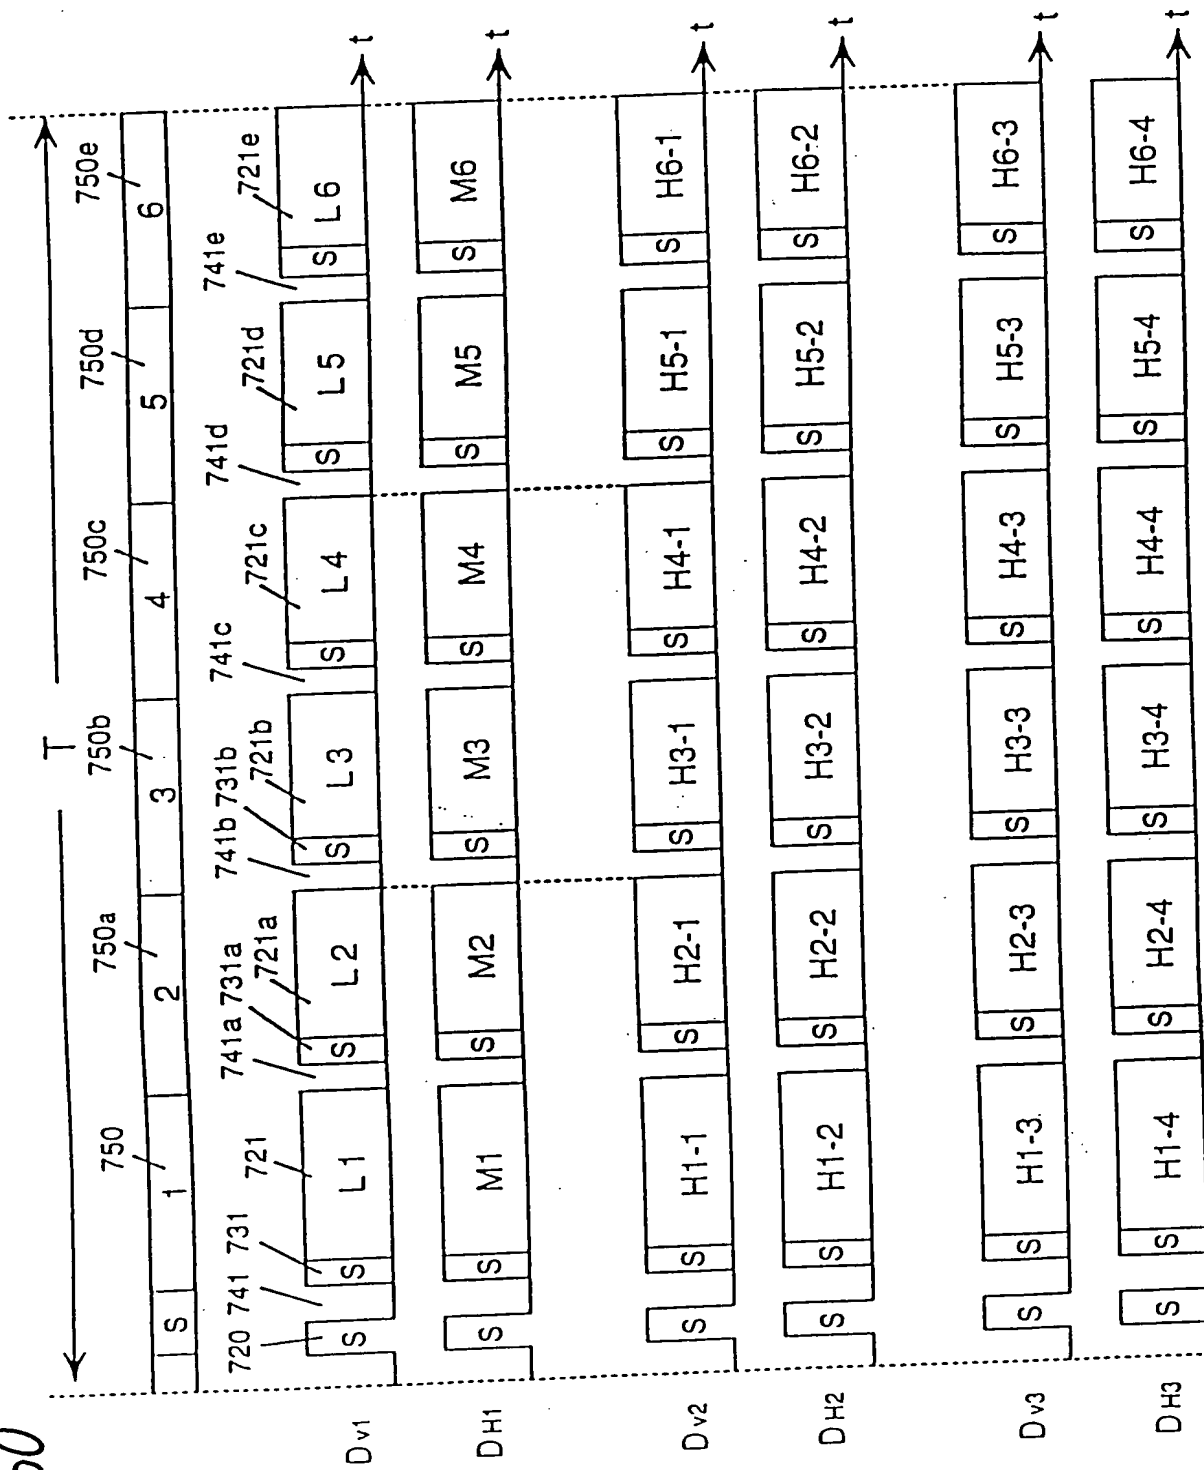 60
T
750 750a 750b 750c 750d 750e
S 1 2 3 4 5 6
720 741 731 721 741a 731a 721a 741b 731b 721b 741c 721c 741d 721d 741e 721e
Dv1 S S L1 S L2 S L3 S L4 S L5 S L6 t
DH1 S S M1 S M2 S M3 S M4 S M5 S M6 t
Dv2 S S H1-1 S H2-1 S H3-1 S H4-1 S H5-1 S H6-1 t
DH2 S S H1-2 S H2-2 S H3-2 S H4-2 S H5-2 S H6-2 t
Dv3 S S H1-3 S H2-3 S H3-3 S H4-3 S H5-3 S H6-3 t
DH3 S S H1-4 S H2-4 S H3-4 S H4-4 S H5-4 S H6-4 t